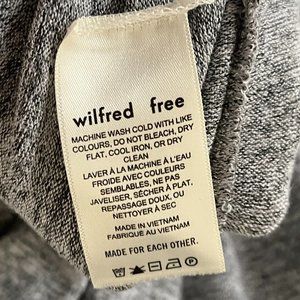 wilfred free
MACHINE WASH COLD WITH LIKE
COLOURS, DO NOT BLEACH, DRY
FLAT, COOL IRON, OR DRY
CLEAN
LAVER À LA MACHINE À L'EAU
FROIDE AVEC COULEURS
SEMBLABLES, NE PAS
JAVELISER, SÉCHER À PLAT.
REPASSAGE DOUX, OU
NETTOYER À SEC
MADE IN VIETNAM
FABRIQUÉ AU VIETNAM
MADE FOR EACH OTHER.